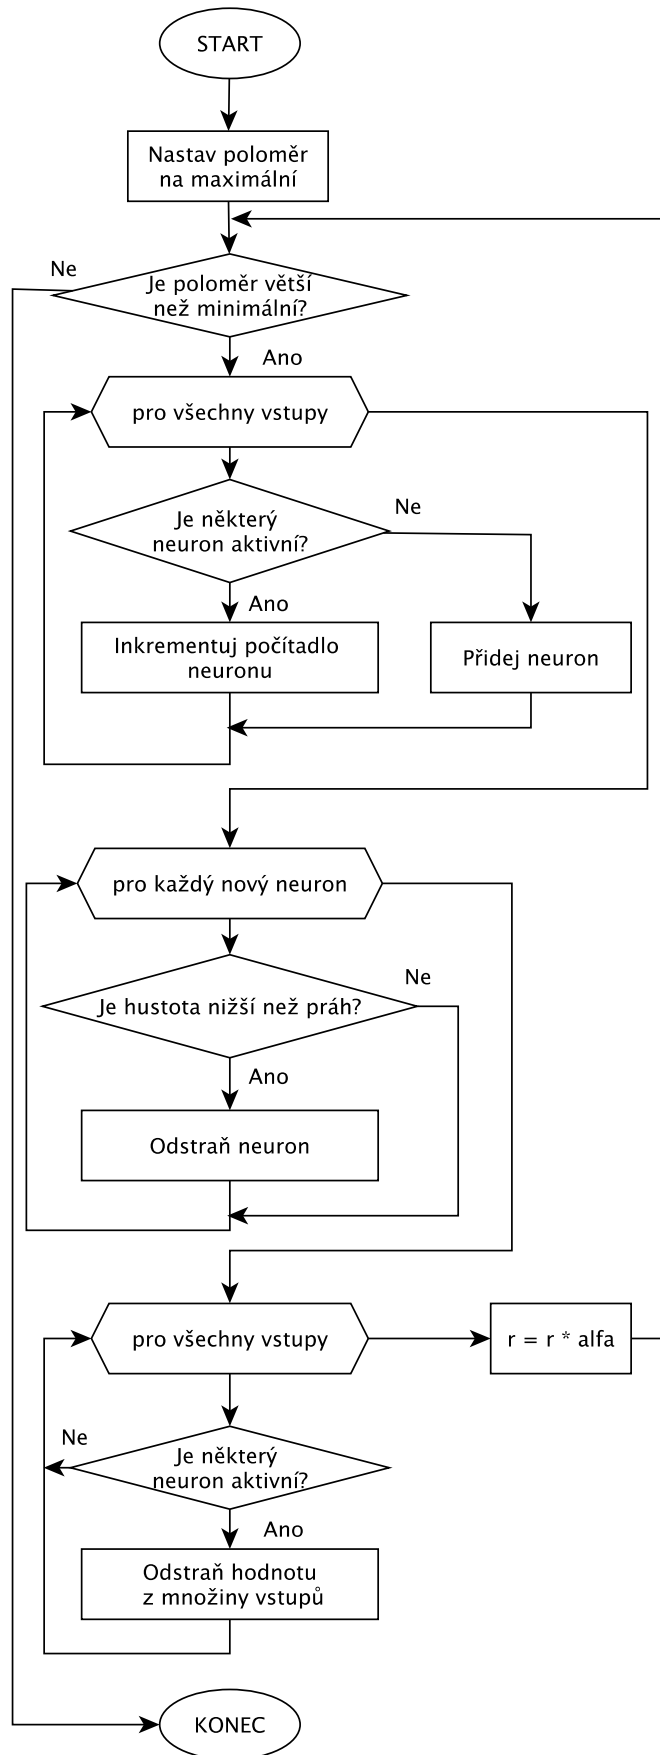 START
Nastav poloměr
na maximální
Ne
Je poloměr větší
než minimální?
Ano
pro všechny vstupy
Ne
Je některý
neuron aktivní?
Ano
Inkrementuj počítadlo
neuronu
Přidej neuron
pro každý nový neuron
Ne
Je hustota nižší než práh?
Ano
Odstraň neuron
pro všechny vstupy
r = r * alfa
Ne
Je některý
neuron aktivní?
Ano
Odstraň hodnotu
z množiny vstupů
KONEC